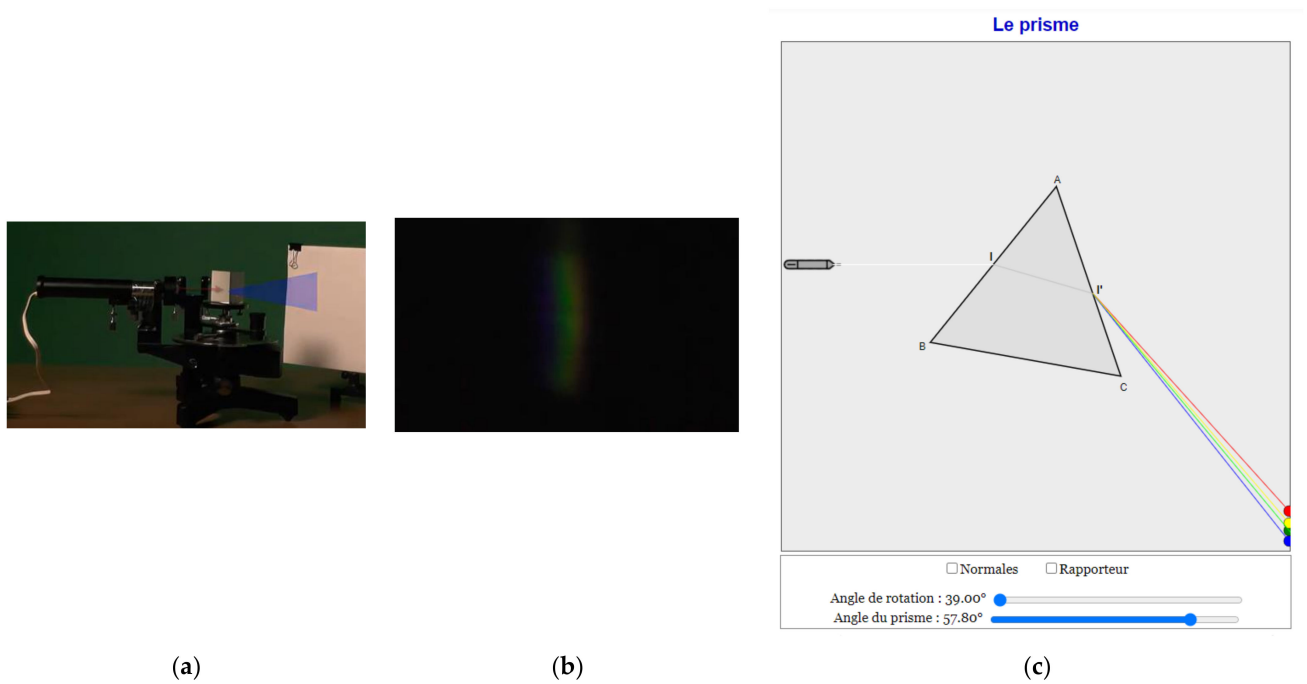 Le prisme
A
I
I'
B
C
Normales Rapporteur
Angle de rotation : 39.00°
Angle du prisme : 57.80°
(a) (b) (c)